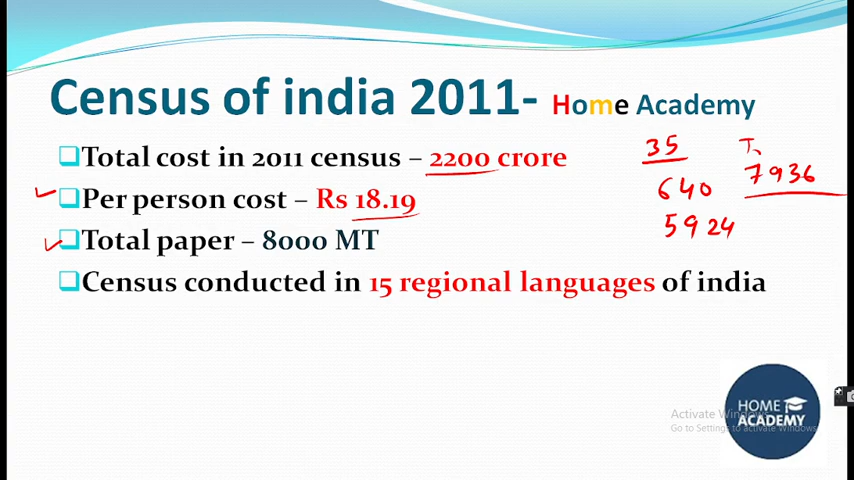 Census of india 2011- Home Academy
Total cost in 2011 census – 2200 crore
Per person cost – Rs 18.19
Total paper – 8000 MT
Census conducted in 15 regional languages of india
35
640
5924
T
7936
HOME
ACADEMY
Activate Windows
Go to Settings to activate Windows.